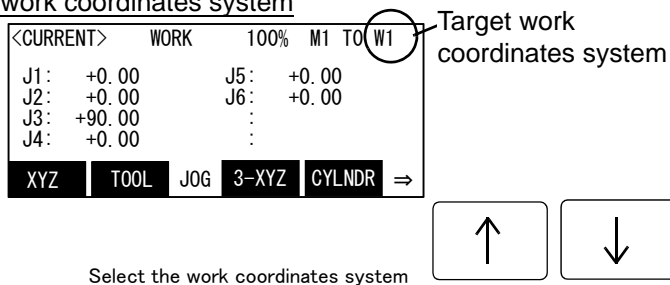 work coordinates system
<CURRENT> WORK 100% M1 T0 W1
Target work
coordinates system
J1: +0.00 J5: +0.00
J2: +0.00 J6: +0.00
J3: +90.00 :
J4: +0.00 :
XYZ TOOL JOG 3-XYZ CYLNDR ⇒
↑ ↓
Select the work coordinates system